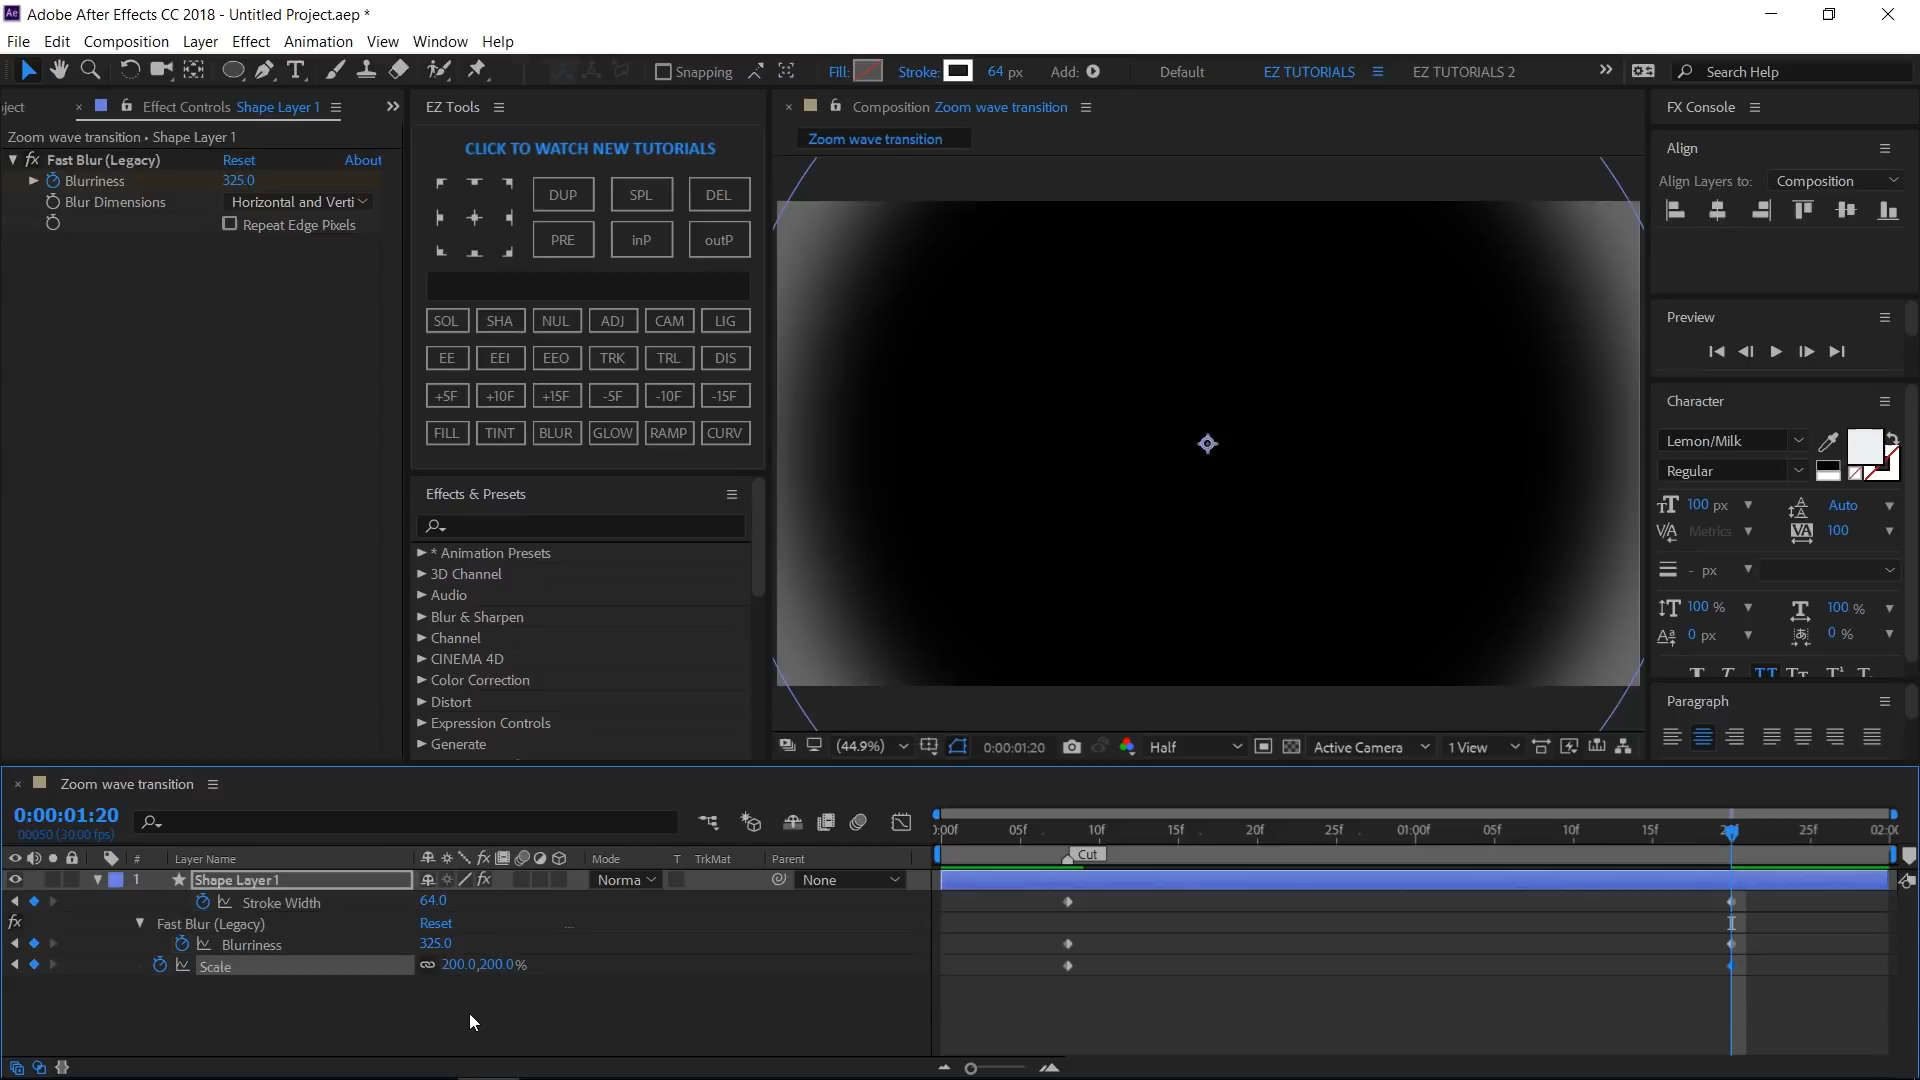 Ae Adobe After Effects CC 2018 - Untitled Project.aep *
File Edit Composition Layer Effect Animation View Window Help
Snapping Fill: Stroke: 64 px Add: Default EZ TUTORIALS EZ TUTORIALS 2 Search Help
ject Effect Controls Shape Layer 1
Zoom wave transition • Shape Layer 1
fx Fast Blur (Legacy) Reset About
Blurriness 325.0
Blur Dimensions Horizontal and Verti
Repeat Edge Pixels
EZ Tools
CLICK TO WATCH NEW TUTORIALS
DUP SPL DEL
PRE inP outP
SOL SHA NUL ADJ CAM LIG
EE EEI EEO TRK TRL DIS
+5F +10F +15F -5F -10F -15F
FILL TINT BLUR GLOW RAMP CURV
Effects & Presets
* Animation Presets
3D Channel
Audio
Blur & Sharpen
Channel
CINEMA 4D
Color Correction
Distort
Expression Controls
Generate
Composition Zoom wave transition
Zoom wave transition
(44.9%) 0:00:01:20 Half Active Camera 1 View
FX Console
Align
Align Layers to: Composition
Preview
Character
Lemon/Milk
Regular
100 px Auto
Metrics 100
- px
100 % 100 %
0 px 0 %
Paragraph
Zoom wave transition
0:00:01:20
00050 (30.00 fps)
0:00f 05f 10f 15f 20f 25f 01:00f 05f 10f 15f 25f 02:00
# Layer Name fx Mode T TrkMat Parent
Cut
1 Shape Layer 1 fx Norma None
Stroke Width 64.0
fx Fast Blur (Legacy) Reset ...
Blurriness 325.0
Scale 200.0,200.0%